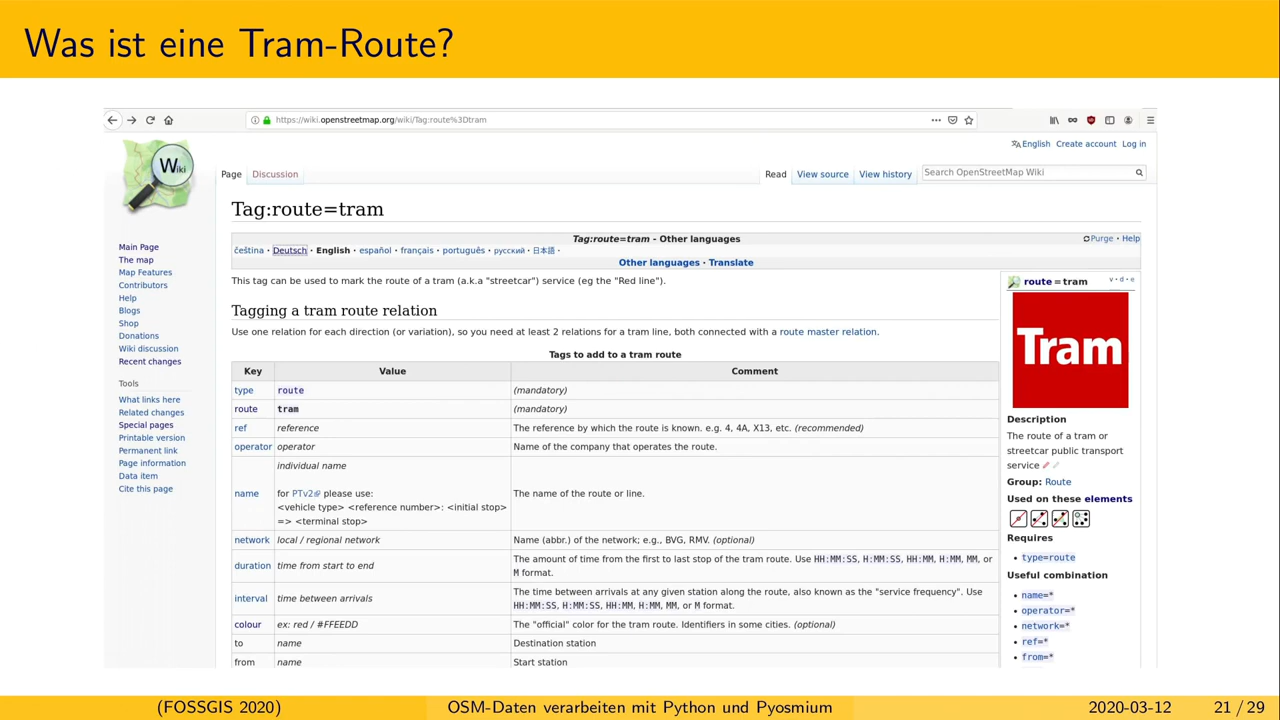 Was ist eine Tram-Route?
https://wiki.openstreetmap.org/wiki/Tag:route%3Dtram
English Create account Log in
Wiki
Page Discussion Read View source View history Search OpenStreetMap Wiki
Tag:route=tram
Tag:route=tram - Other languages Purge · Help
čeština · Deutsch · English · español · français · português · русский · 日本語 ·
Other languages · Translate
This tag can be used to mark the route of a tram (a.k.a "streetcar") service (eg the "Red line").
Tagging a tram route relation
Use one relation for each direction (or variation), so you need at least 2 relations for a tram line, both connected with a route master relation.
Tags to add to a tram route
Key Value Comment
type route (mandatory)
route tram (mandatory)
ref reference The reference by which the route is known. e.g. 4, 4A, X13, etc. (recommended)
operator operator Name of the company that operates the route.
name individual name
for PTv2 please use:
<vehicle type> <reference number>: <initial stop>
=> <terminal stop>
The name of the route or line.
network local / regional network Name (abbr.) of the network; e.g., BVG, RMV. (optional)
duration time from start to end The amount of time from the first to last stop of the tram route. Use HH:MM:SS, H:MM:SS, HH:MM, H:MM, MM, or
M format.
interval time between arrivals The time between arrivals at any given station along the route, also known as the "service frequency". Use
HH:MM:SS, H:MM:SS, HH:MM, H:MM, MM, or M format.
colour ex: red / #FFEEDD The "official" color for the tram route. Identifiers in some cities. (optional)
to name Destination station
from name Start station
Main Page
The map
Map Features
Contributors
Help
Blogs
Shop
Donations
Wiki discussion
Recent changes
Tools
What links here
Related changes
Special pages
Printable version
Permanent link
Page information
Data item
Cite this page
route = tram v · d · e
Tram
Description
The route of a tram or
streetcar public transport
service
Group: Route
Used on these elements
Requires
• type=route
Useful combination
• name=*
• operator=*
• network=*
• ref=*
• from=*
(FOSSGIS 2020) OSM-Daten verarbeiten mit Python und Pyosmium 2020-03-12 21 / 29